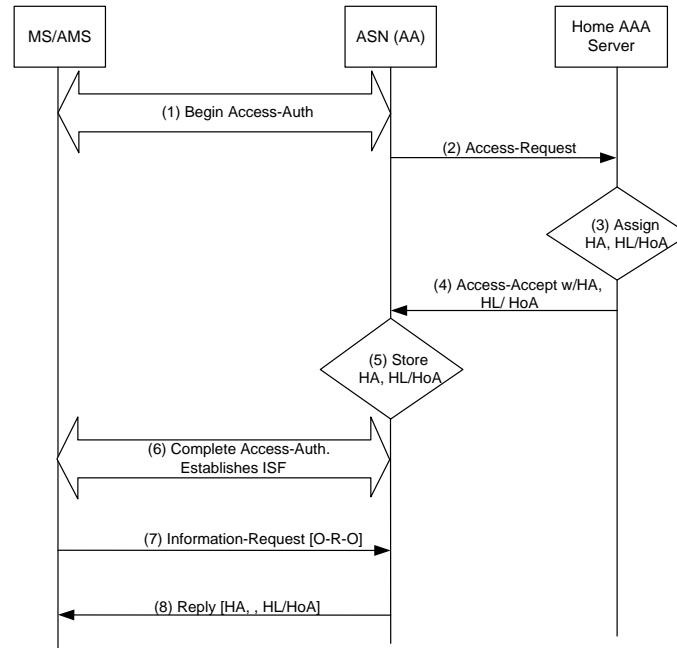 MS/AMS
ASN (AA)
Home AAA
Server
(1) Begin Access-Auth
(2) Access-Request
(3) Assign
HA, HL/HoA
(4) Access-Accept w/HA,
HL/ HoA
(5) Store
HA, HL/HoA
(6) Complete Access-Auth.
Establishes ISF
(7) Information-Request [O-R-O]
(8) Reply [HA, , HL/HoA]